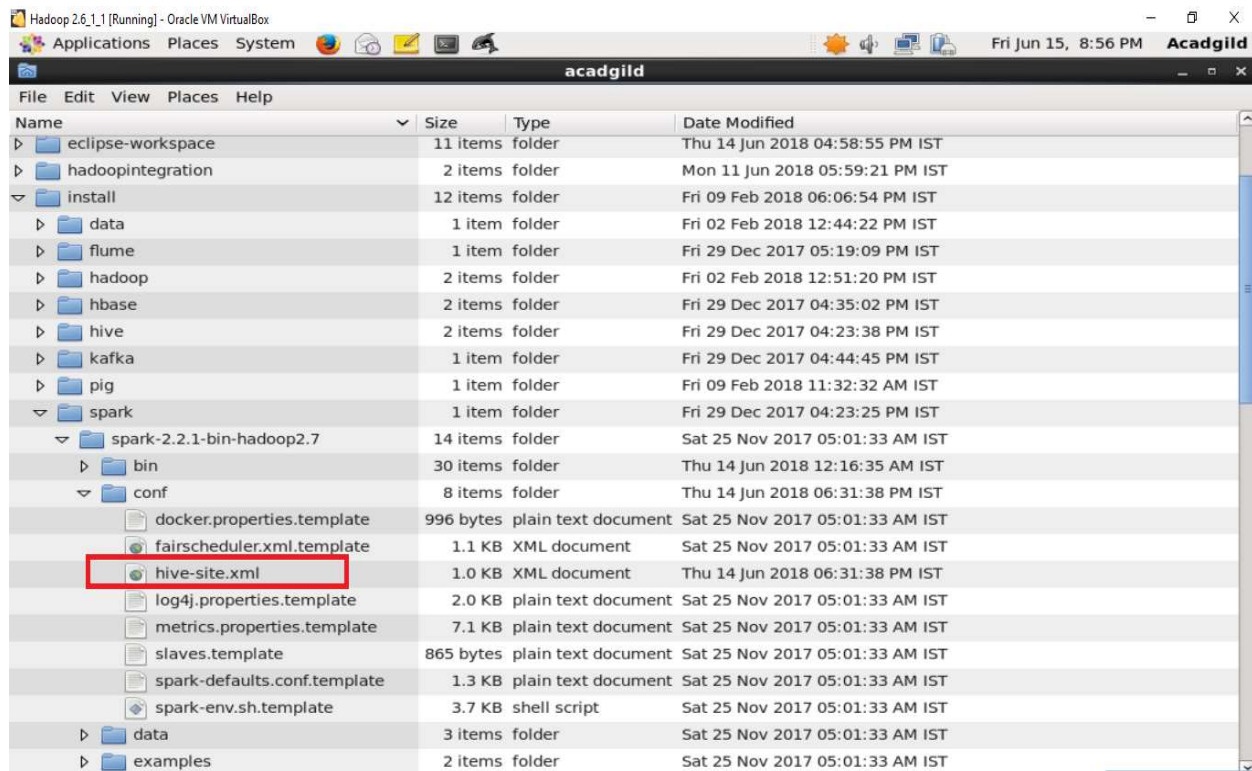 Hadoop 2.6_1_1 [Running] - Oracle VM VirtualBox
Applications Places System Fri Jun 15, 8:56 PM Acadgild
acadgild
File Edit View Places Help
Name Size Type Date Modified
eclipse-workspace 11 items folder Thu 14 Jun 2018 04:58:55 PM IST
hadoopintegration 2 items folder Mon 11 Jun 2018 05:59:21 PM IST
install 12 items folder Fri 09 Feb 2018 06:06:54 PM IST
data 1 item folder Fri 02 Feb 2018 12:44:22 PM IST
flume 1 item folder Fri 29 Dec 2017 05:19:09 PM IST
hadoop 2 items folder Fri 02 Feb 2018 12:51:20 PM IST
hbase 2 items folder Fri 29 Dec 2017 04:35:02 PM IST
hive 2 items folder Fri 29 Dec 2017 04:23:38 PM IST
kafka 1 item folder Fri 29 Dec 2017 04:44:45 PM IST
pig 1 item folder Fri 09 Feb 2018 11:32:32 AM IST
spark 1 item folder Fri 29 Dec 2017 04:23:25 PM IST
spark-2.2.1-bin-hadoop2.7 14 items folder Sat 25 Nov 2017 05:01:33 AM IST
bin 30 items folder Thu 14 Jun 2018 12:16:35 AM IST
conf 8 items folder Thu 14 Jun 2018 06:31:38 PM IST
docker.properties.template 996 bytes plain text document Sat 25 Nov 2017 05:01:33 AM IST
fairscheduler.xml.template 1.1 KB XML document Sat 25 Nov 2017 05:01:33 AM IST
hive-site.xml 1.0 KB XML document Thu 14 Jun 2018 06:31:38 PM IST
log4j.properties.template 2.0 KB plain text document Sat 25 Nov 2017 05:01:33 AM IST
metrics.properties.template 7.1 KB plain text document Sat 25 Nov 2017 05:01:33 AM IST
slaves.template 865 bytes plain text document Sat 25 Nov 2017 05:01:33 AM IST
spark-defaults.conf.template 1.3 KB plain text document Sat 25 Nov 2017 05:01:33 AM IST
spark-env.sh.template 3.7 KB shell script Sat 25 Nov 2017 05:01:33 AM IST
data 3 items folder Sat 25 Nov 2017 05:01:33 AM IST
examples 2 items folder Sat 25 Nov 2017 05:01:33 AM IST